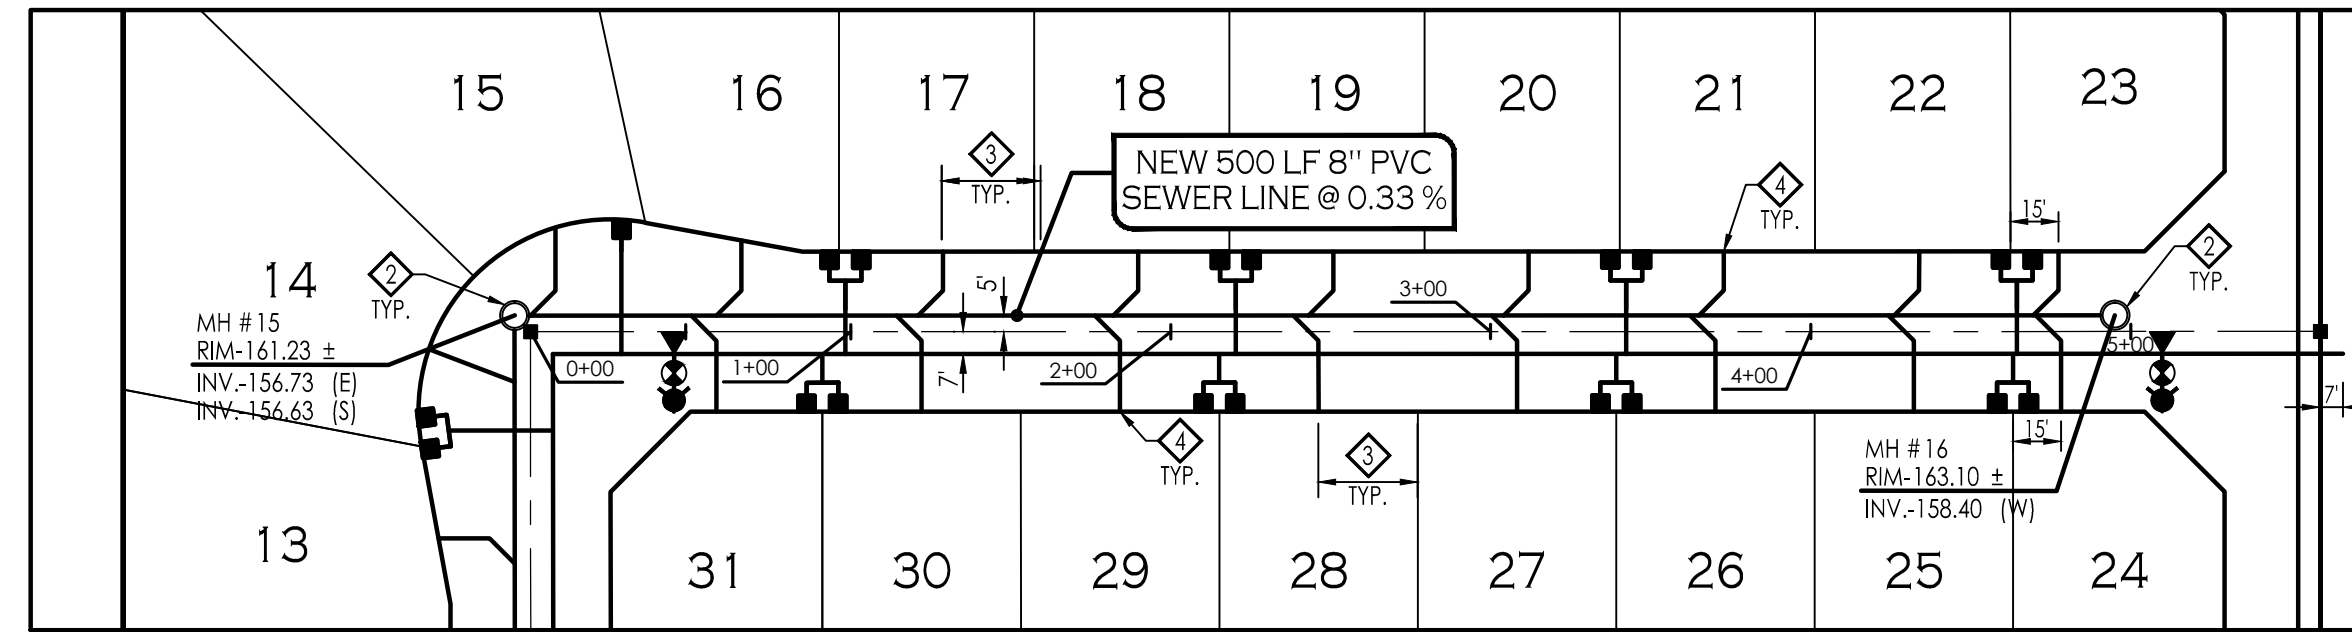 15
16
17
18
19
20
21
22
23
3
TYP.
NEW 500 LF 8" PVC
SEWER LINE @ 0.33 %
4
TYP.
15'
2
TYP.
14
2
TYP.
5'
3+00
MH #15
RIM-161.23 ±
INV.-156.73 (E)
INV.-156.63 (S)
0+00
1+00
7'
2+00
4+00
5+00
7'
4
TYP.
3
TYP.
15'
MH #16
RIM-163.10 ±
INV.-158.40 (W)
13
31
30
29
28
27
26
25
24